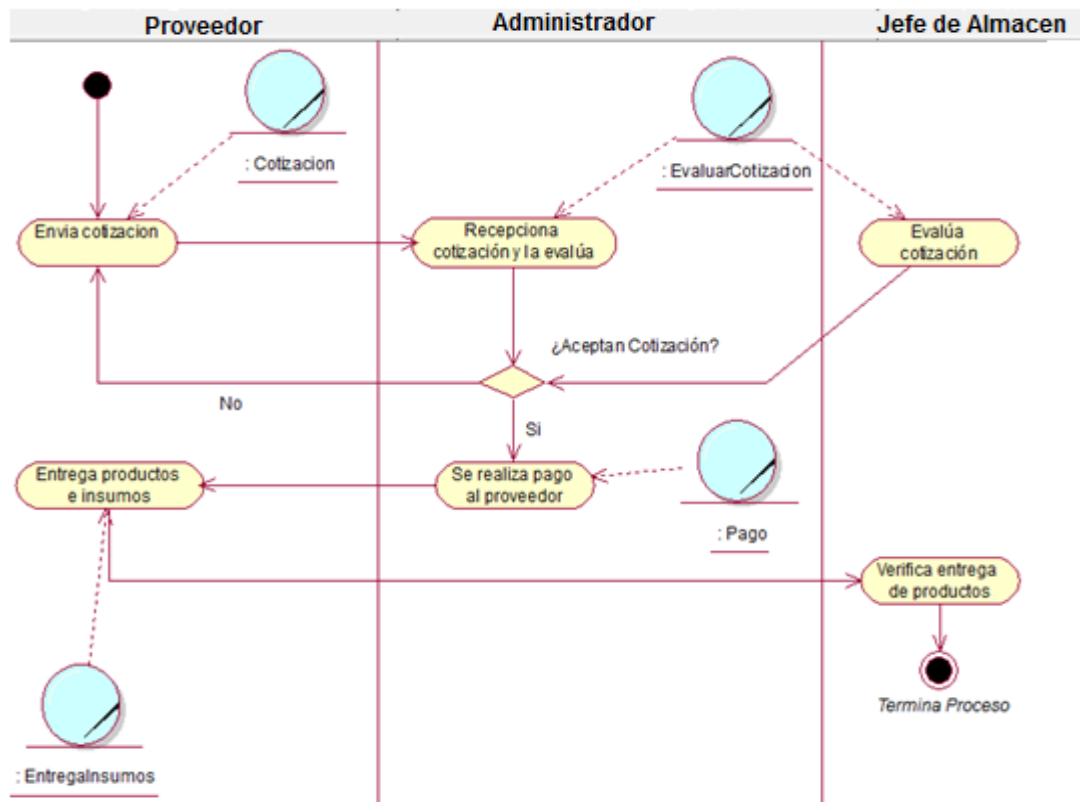 Proveedor
Administrador
Jefe de Almacen
: Cotizacion
: EvaluarCotizacion
Envia cotizacion
Recepciona
cotización y la evalúa
Evalúa
cotización
¿Aceptan Cotización?
No
Si
Entrega productos
e insumos
Se realiza pago
al proveedor
: Pago
Verifica entrega
de productos
Termina Proceso
: EntregaInsumos